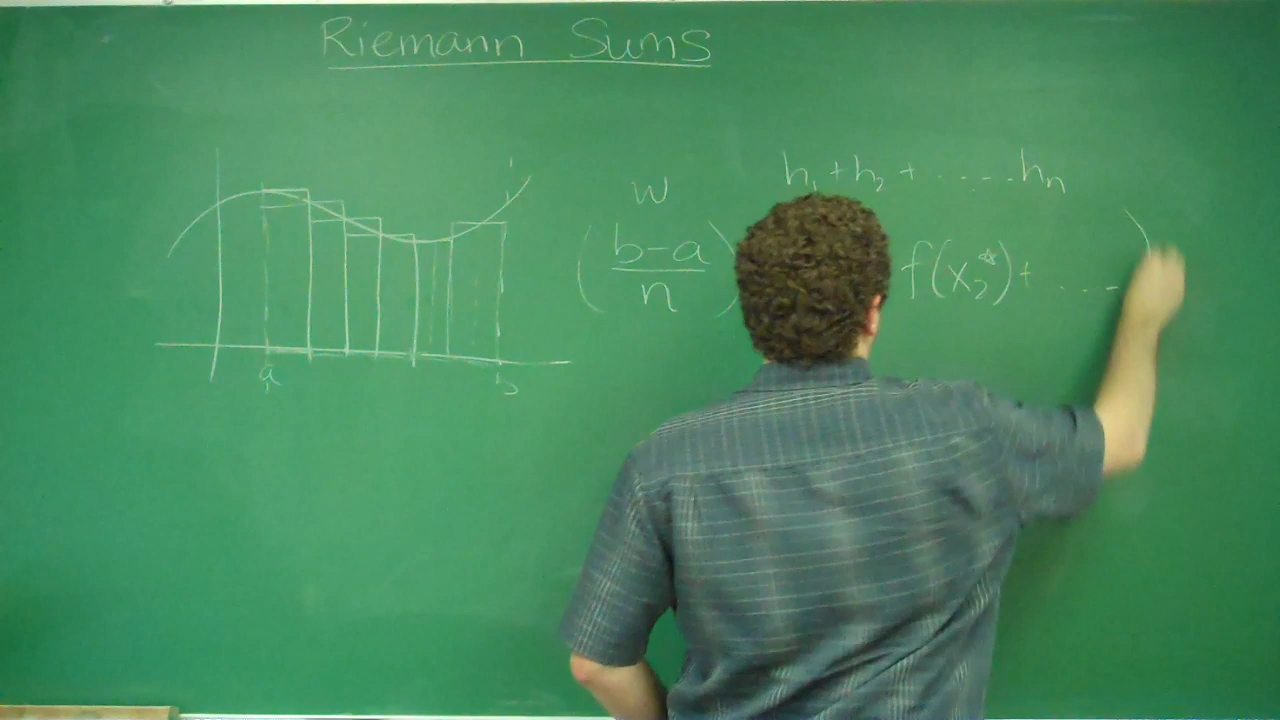 Riemann Sums
w h₁ + h₂ + ......hₙ
(b-a/n) f(x₂*) + ....)
a b